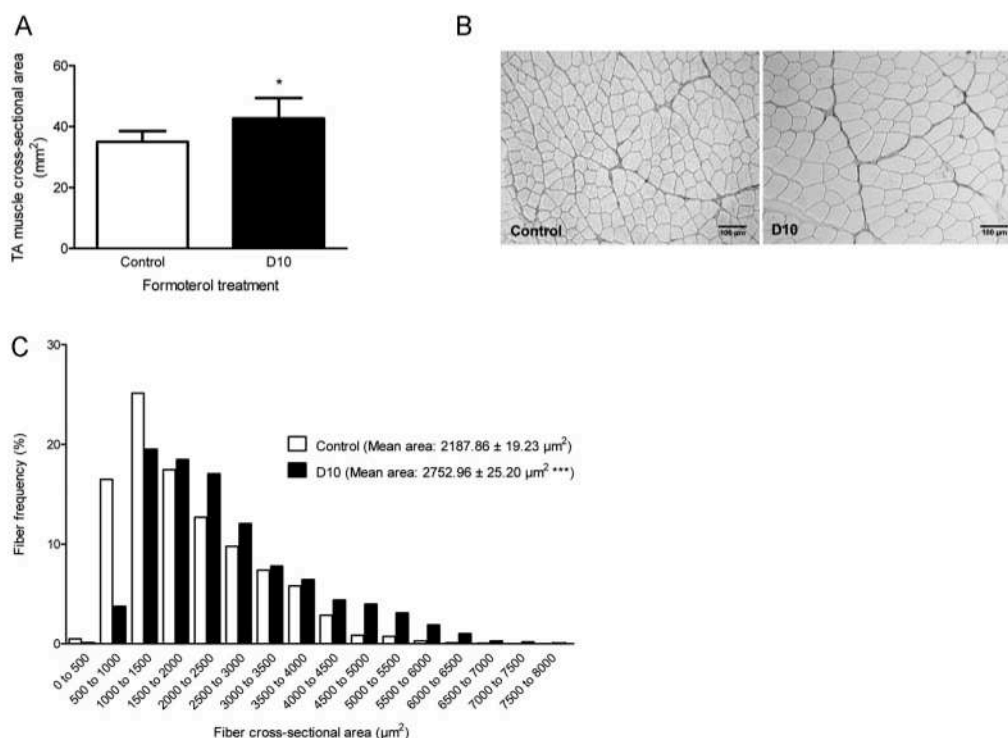 A
TA muscle cross-sectional area
(mm²)
60
40
20
0
*
Control
D10
Formoterol treatment
B
Control
100 µm
D10
100 µm
C
Fiber frequency (%)
30
20
10
0
Control (Mean area: 2187.86 ± 19.23 µm²)
D10 (Mean area: 2752.96 ± 25.20 µm² ***)
0 to 500
500 to 1000
1000 to 1500
1500 to 2000
2000 to 2500
2500 to 3000
3000 to 3500
3500 to 4000
4000 to 4500
4500 to 5000
5000 to 5500
5500 to 6000
6000 to 6500
6500 to 7000
7000 to 7500
7500 to 8000
Fiber cross-sectional area (µm²)